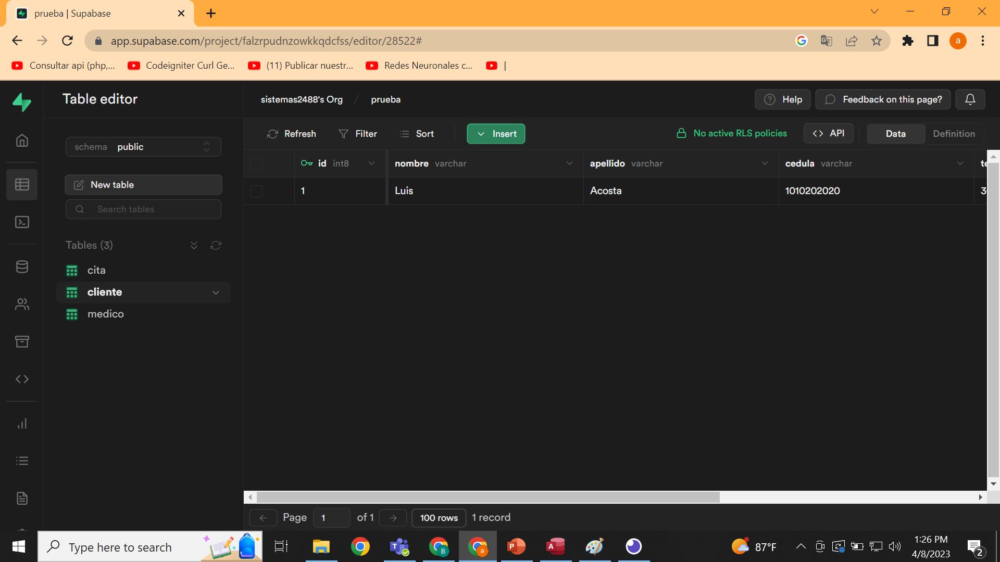 prueba | Supabase
app.supabase.com/project/falzrpudnzowkkqdcfss/editor/28522#
a
Consultar api (php,...
Codeigniter Curl Ge...
(11) Publicar nuestr...
Redes Neuronales c...
|
Table editor
sistemas2488's Org / prueba
Help
Feedback on this page?
schema public
Refresh
Filter
Sort
Insert
No active RLS policies
<> API
Data
Definition
New table
Search tables
id int8
nombre varchar
apellido varchar
cedula varchar
te
1
Luis
Acosta
1010202020
3
Tables (3)
cita
cliente
medico
Page 1 of 1
100 rows
1 record
Type here to search
87°F
1:26 PM
4/8/2023
2